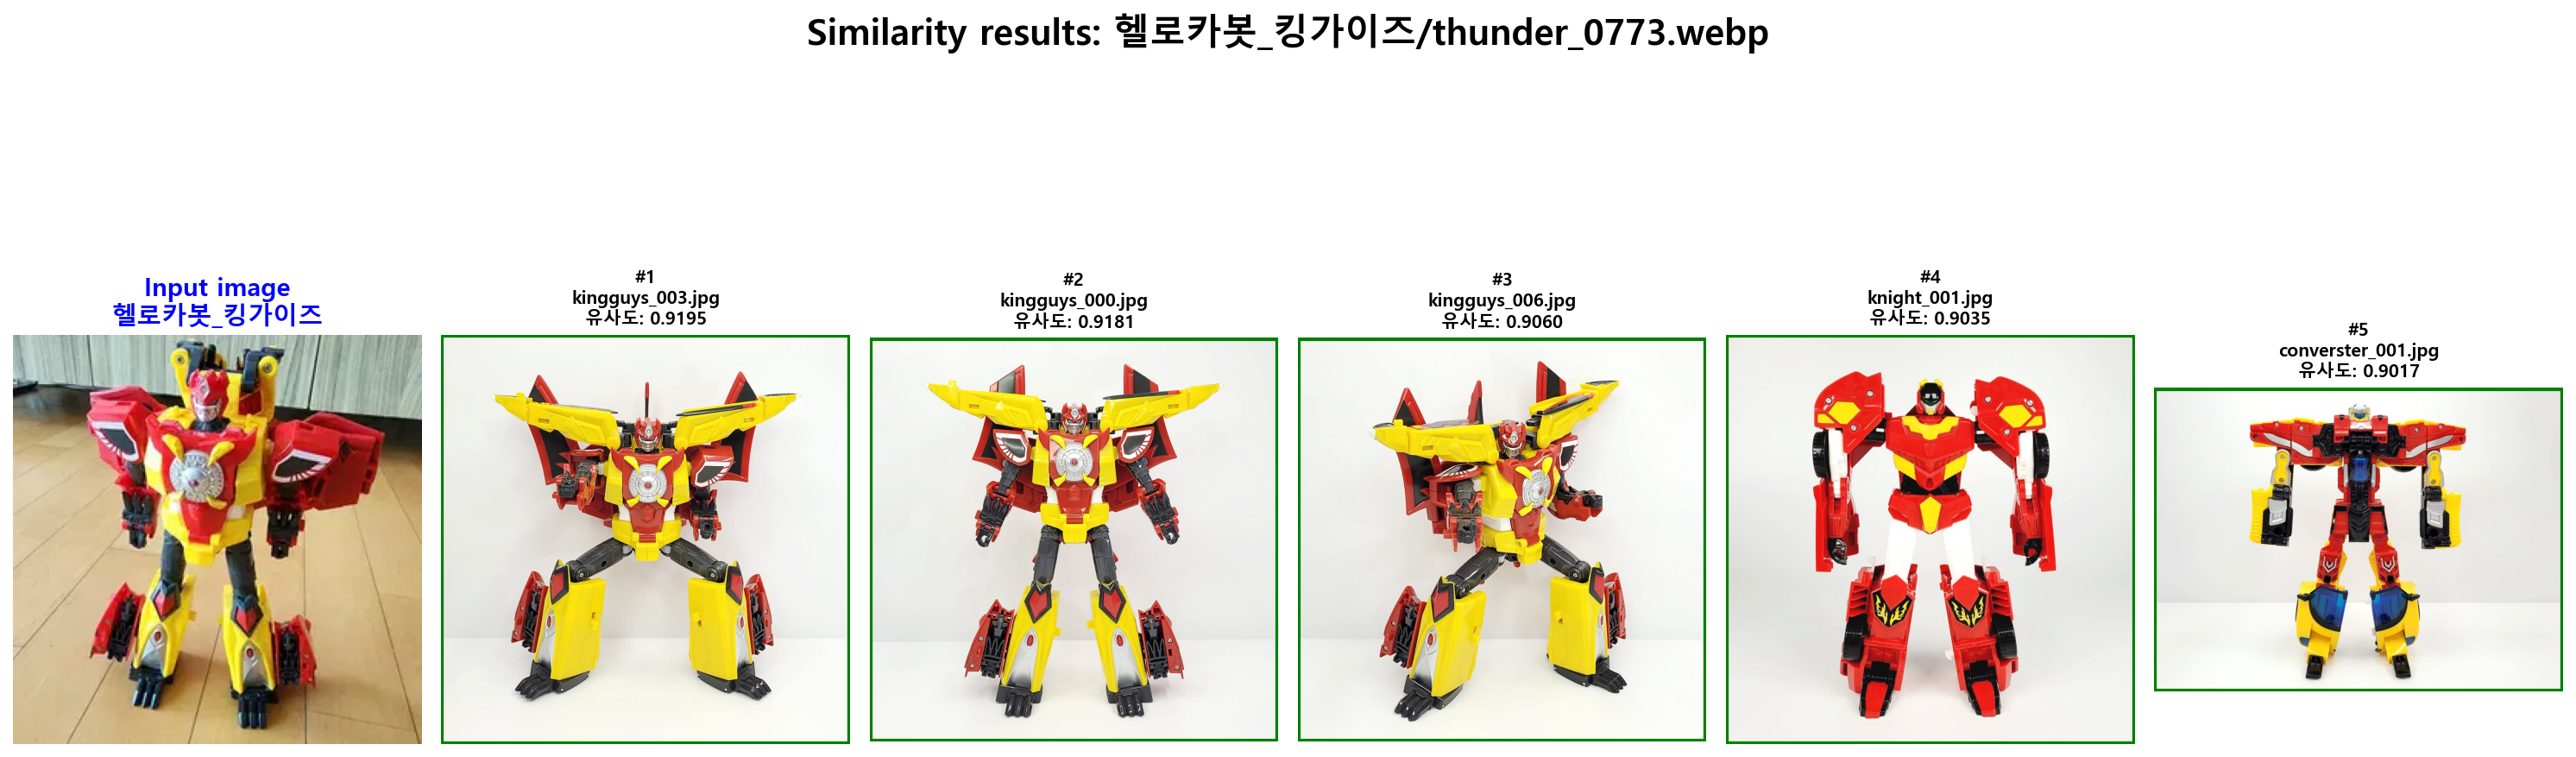 Similarity results: 헬로카봇_킹가이즈/thunder_0773.webp
Input image
헬로카봇_킹가이즈
#1
kingguys_003.jpg
유사도: 0.9195
#2
kingguys_000.jpg
유사도: 0.9181
#3
kingguys_006.jpg
유사도: 0.9060
#4
knight_001.jpg
유사도: 0.9035
#5
converster_001.jpg
유사도: 0.9017